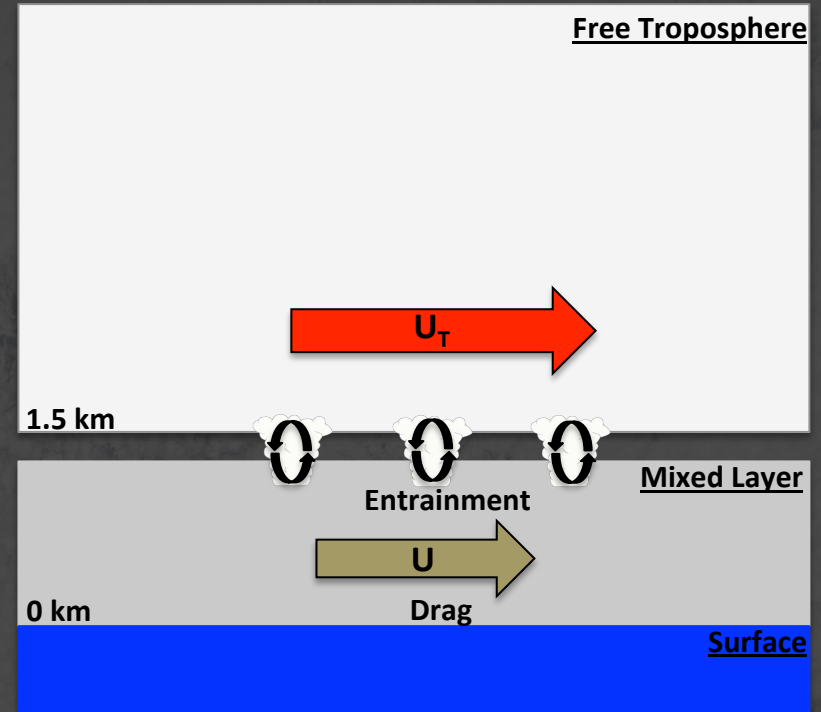 Free Troposphere
U_T
1.5 km
Mixed Layer
Entrainment
U
0 km
Drag
Surface